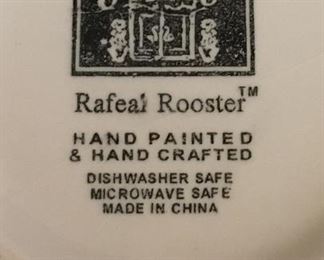 Rafeal Rooster™
HAND PAINTED
& HAND CRAFTED
DISHWASHER SAFE
MICROWAVE SAFE
MADE IN CHINA